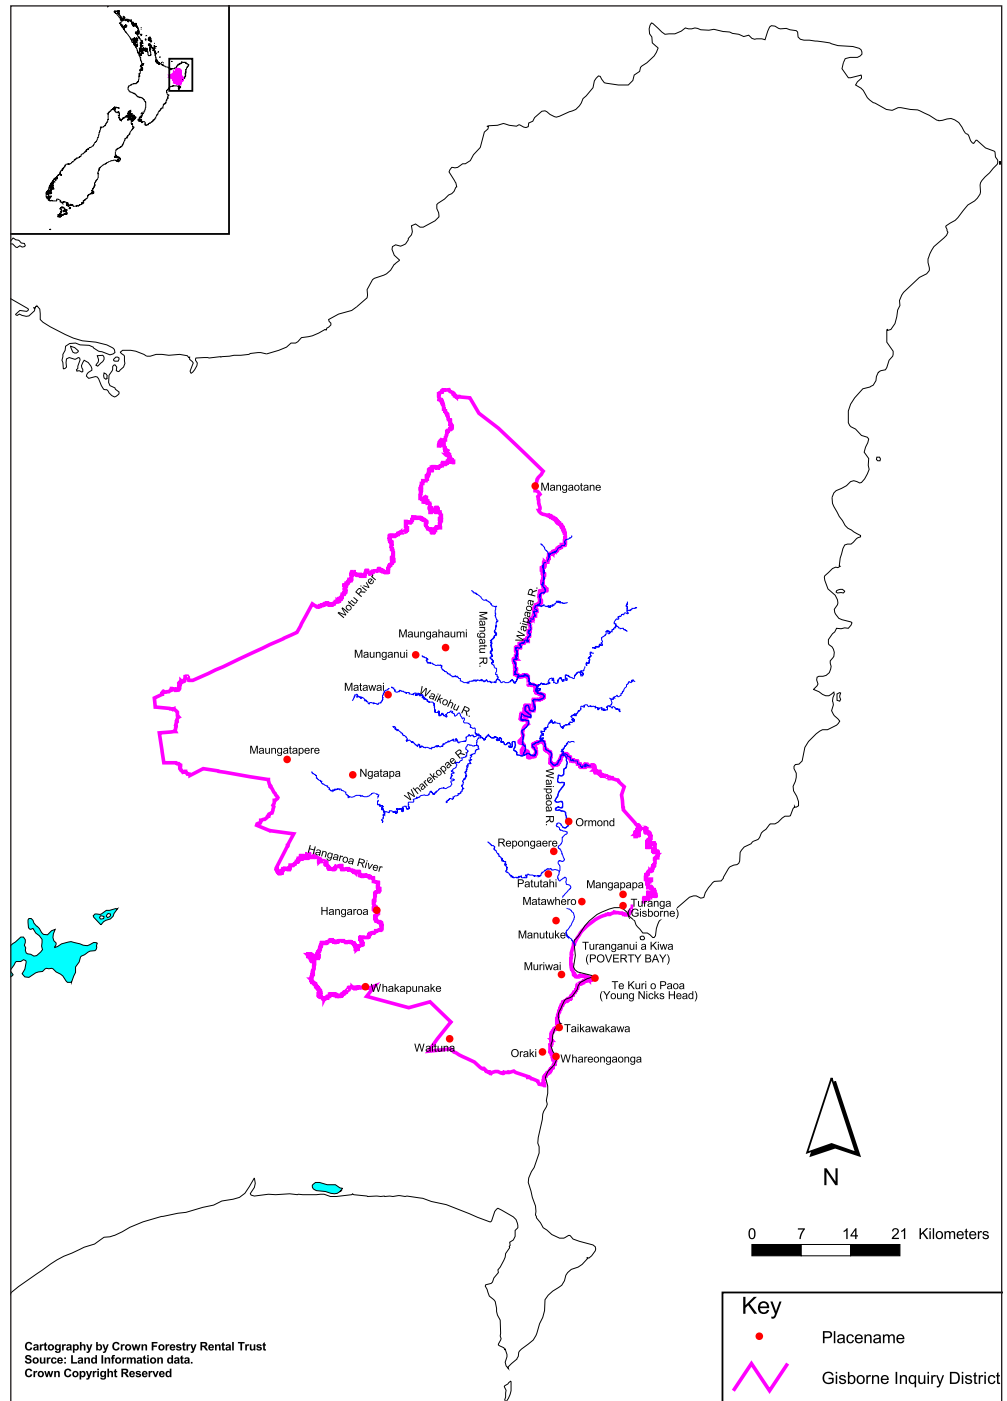 Mangaotane
Motu River
Waipaoa R.
Mangatu R.
Maungahaumi
Maunganui
Matawai
Waikohu R.
Maungatapere
Ngatapa
Wharekopae R.
Waipaoa R.
Ormond
Repongaere
Hangaroa River
Patutahi
Mangapapa
Matawhero
Turanga
(Gisborne)
Hangaroa
Manutuke
Turanganui a Kiwa
(POVERTY BAY)
Muriwai
Te Kuri o Paoa
(Young Nicks Head)
Whakapunake
Taikawakawa
Waituna
Oraki
Whareongaonga
N
0 7 14 21 Kilometers
Key
Placename
Gisborne Inquiry District
Cartography by Crown Forestry Rental Trust
Source: Land Information data.
Crown Copyright Reserved